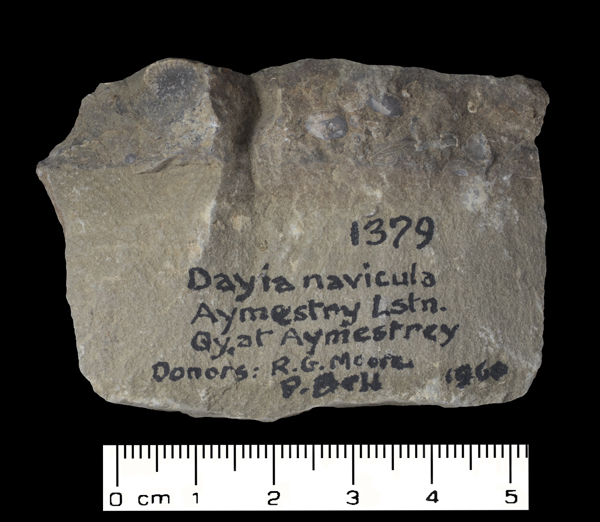 1379
Dayia navicula
Aymestry Lstn.
Qy. at Aymestrey
Donors: R.G. Moore
P. Bell 1960
0 cm 1 2 3 4 5